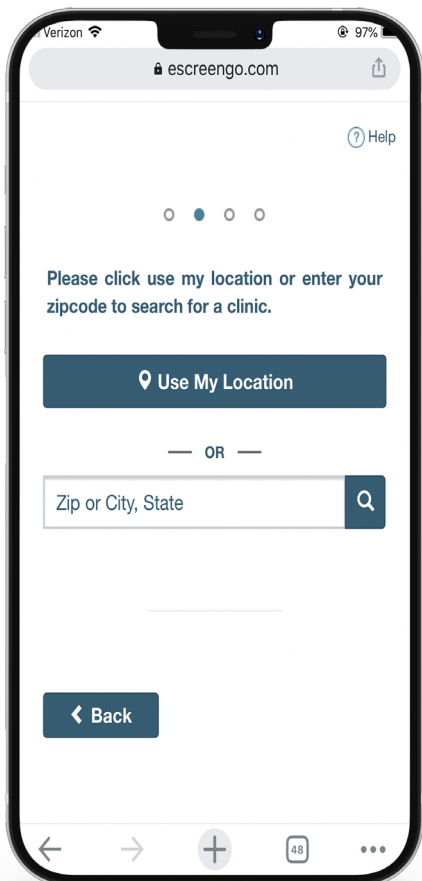 Verizon
97%
escreengo.com
? Help
Please click use my location or enter your
zipcode to search for a clinic.
Use My Location
OR
Zip or City, State
Back
48